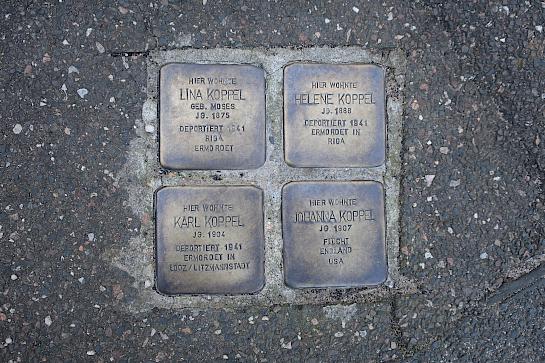 HIER WOHNTE
LINA KOPPEL
GEB. MOSES
JG. 1875
DEPORTIERT 1941
RIGA
ERMORDET
HIER WOHNTE
HELENE KOPPEL
JG. 1868
DEPORTIERT 1941
ERMORDET IN
RIGA
HIER WOHNTE
KARL KOPPEL
JG. 1904
DEPORTIERT 1941
ERMORDET IN
LODZ / LITZMANNSTADT
HIER WOHNTE
JOHANNA KOPPEL
JG. 1907
FLUCHT
ENGLAND
USA